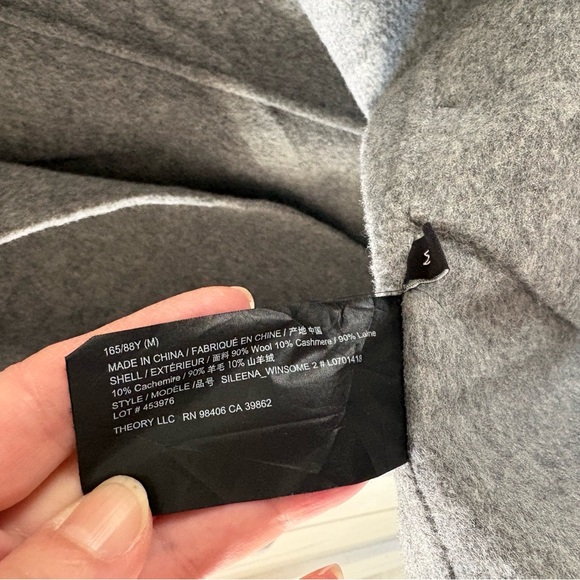 165/88Y (M)
MADE IN CHINA / FABRIQUÉ EN CHINE / 产地 中国
SHELL / EXTÉRIEUR / 面料 90% Wool 10% Cashmere / 90% Laine
10% Cachemire / 90% 羊毛 10% 山羊绒
STYLE / MODÈLE / 品号 SILEENA_WINSOME 2 # L0701418
LOT # 453976
THEORY LLC RN 98406 CA 39862
M